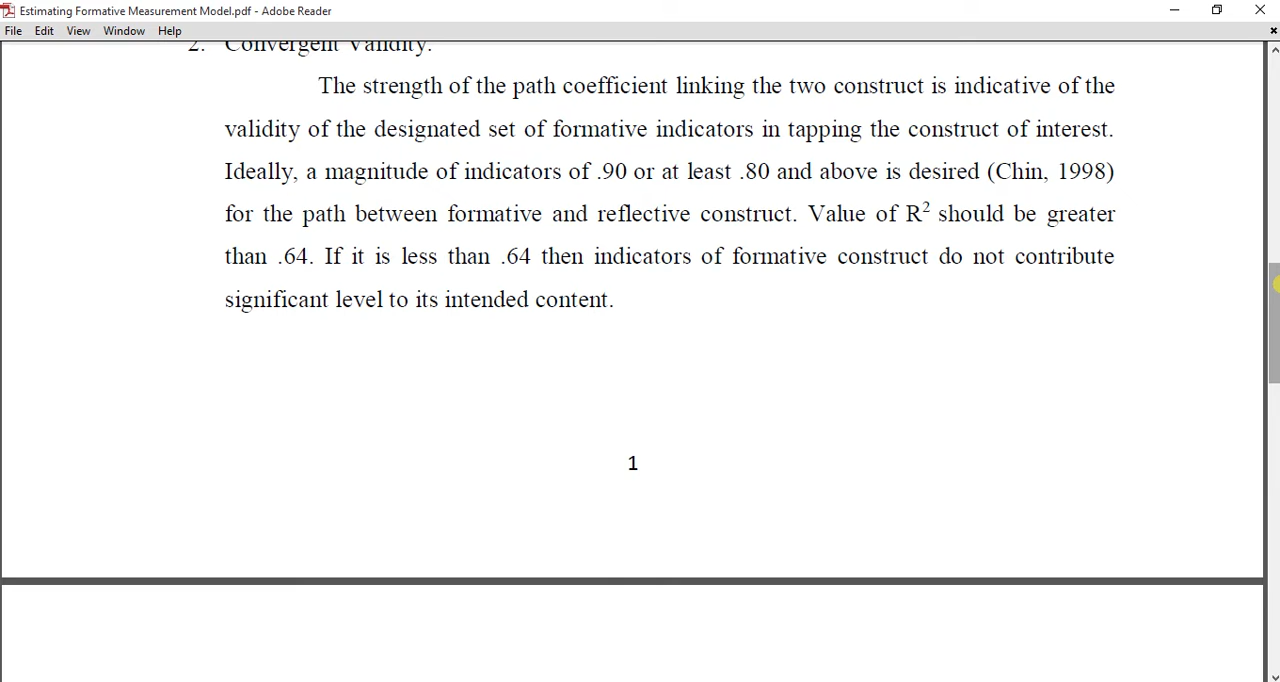 Estimating Formative Measurement Model.pdf - Adobe Reader
File Edit View Window Help
2. Convergent Validity.
The strength of the path coefficient linking the two construct is indicative of the
validity of the designated set of formative indicators in tapping the construct of interest.
Ideally, a magnitude of indicators of .90 or at least .80 and above is desired (Chin, 1998)
for the path between formative and reflective construct. Value of R² should be greater
than .64. If it is less than .64 then indicators of formative construct do not contribute
significant level to its intended content.
1